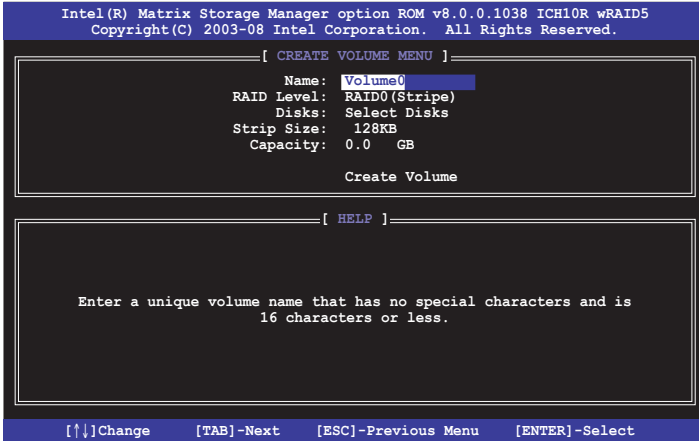 Intel(R) Matrix Storage Manager option ROM v8.0.0.1038 ICH10R wRAID5
Copyright(C) 2003-08 Intel Corporation. All Rights Reserved.
[ CREATE VOLUME MENU ]
Name: Volume0
RAID Level: RAID0(Stripe)
Disks: Select Disks
Strip Size: 128KB
Capacity: 0.0 GB
Create Volume
[ HELP ]
Enter a unique volume name that has no special characters and is
16 characters or less.
[↑↓]Change [TAB]-Next [ESC]-Previous Menu [ENTER]-Select